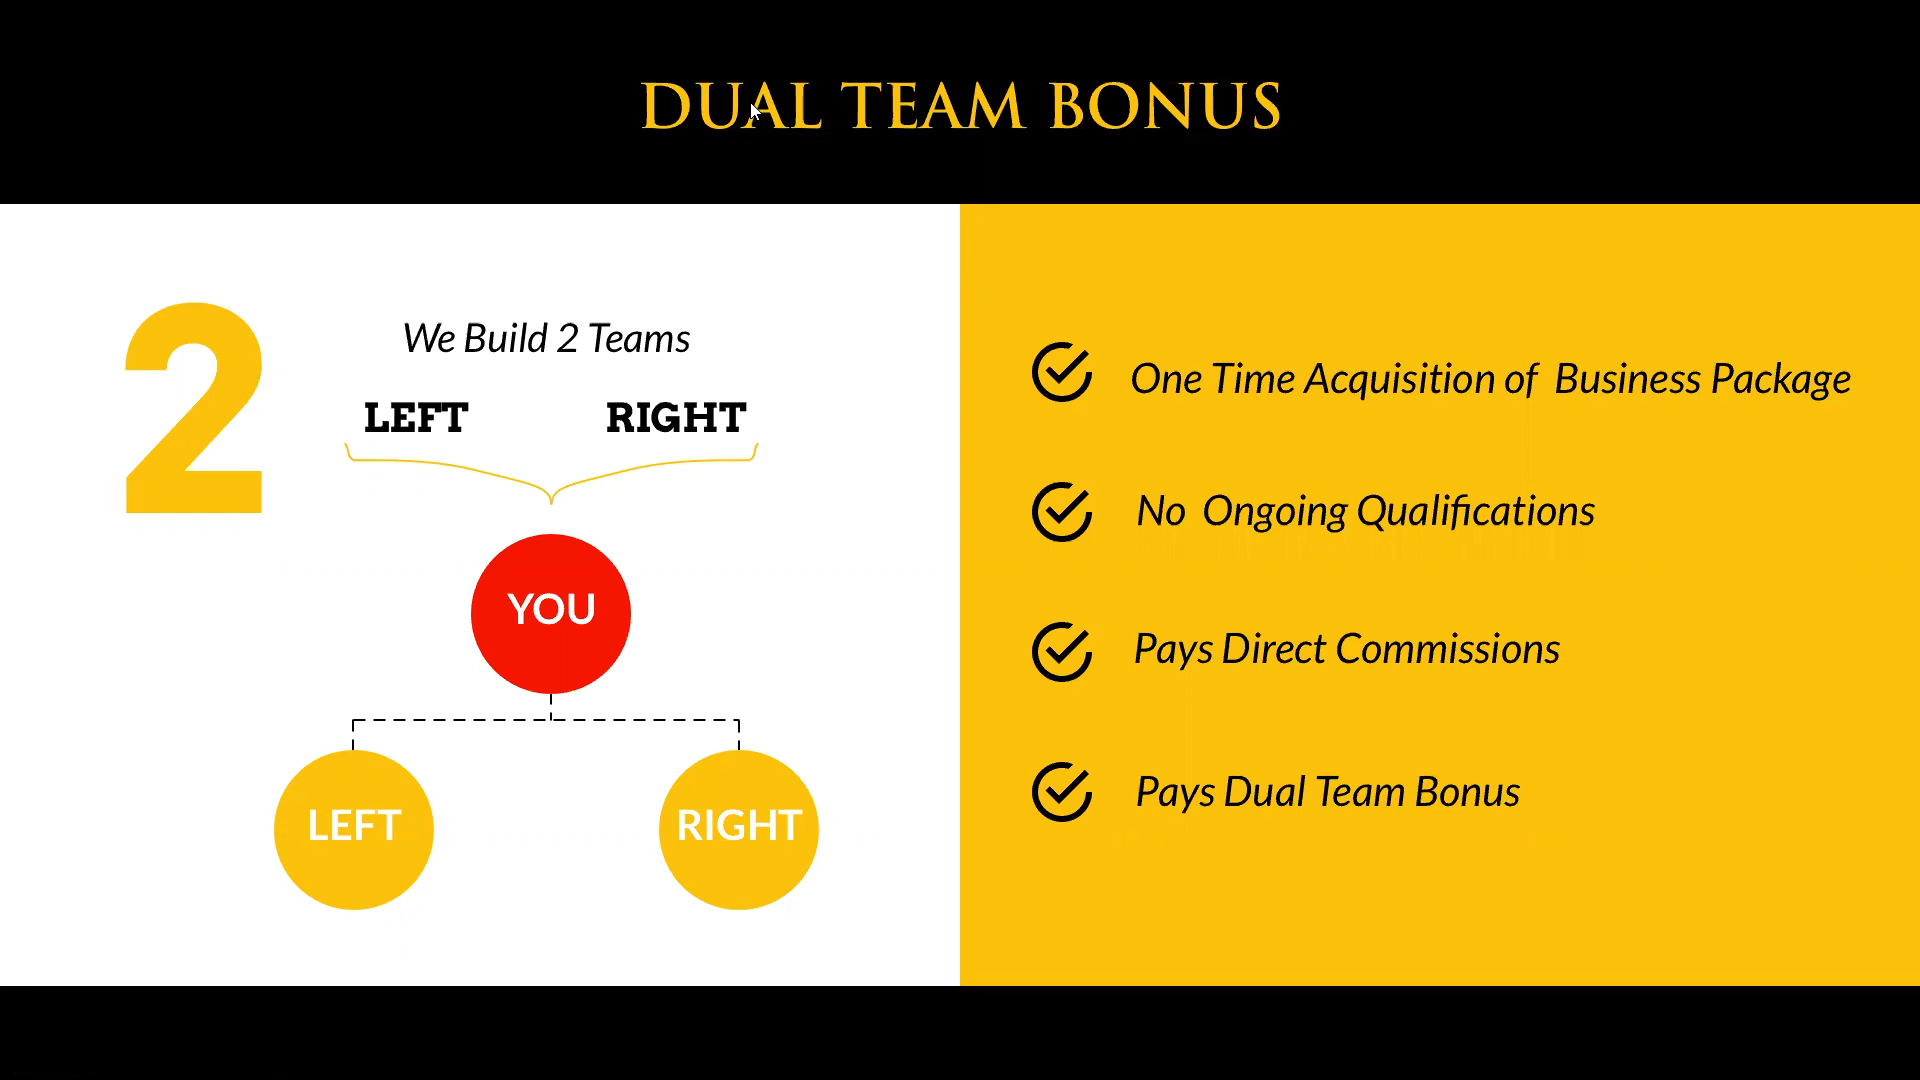 DUAL TEAM BONUS
2
We Build 2 Teams
LEFT RIGHT
YOU
LEFT RIGHT
One Time Acquisition of Business Package
No Ongoing Qualifications
Pays Direct Commissions
Pays Dual Team Bonus